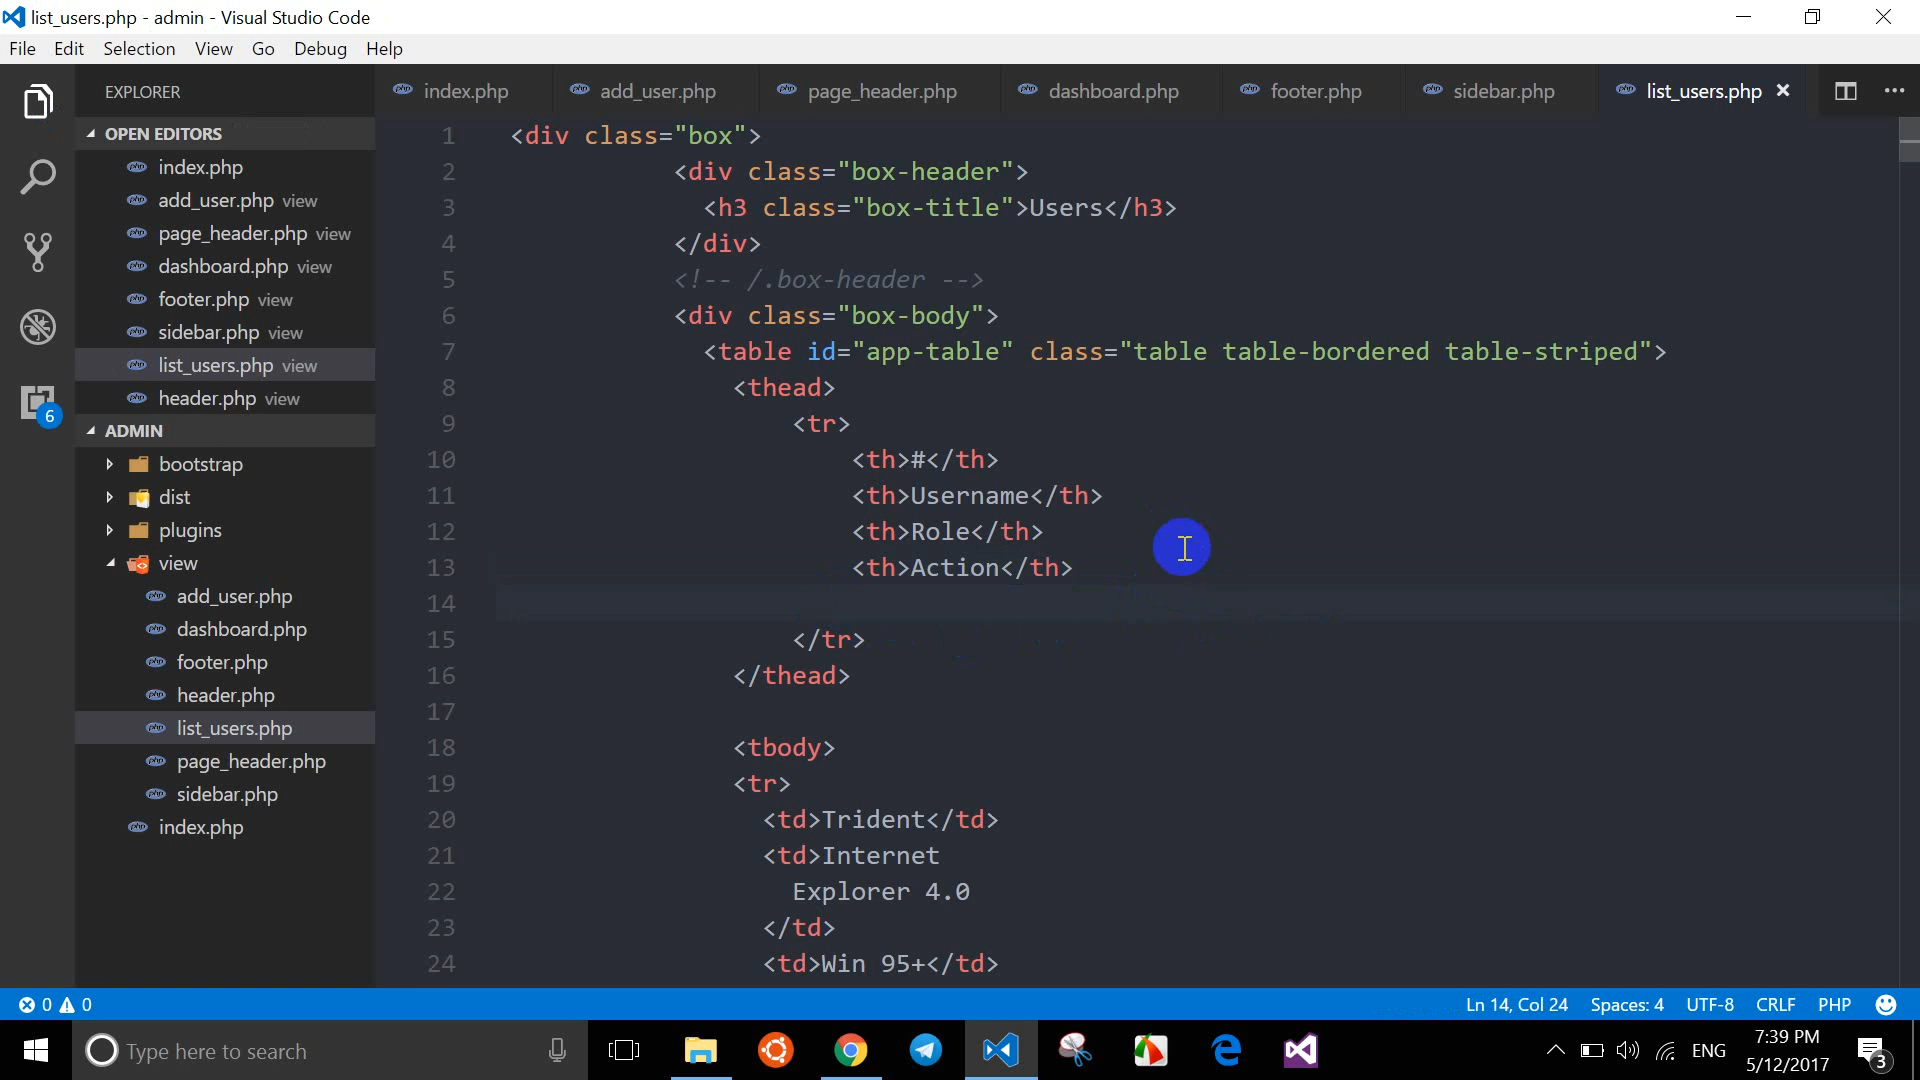 list_users.php - admin - Visual Studio Code
File Edit Selection View Go Debug Help
EXPLORER
OPEN EDITORS
index.php
add_user.php view
page_header.php view
dashboard.php view
footer.php view
sidebar.php view
list_users.php view
header.php view
ADMIN
bootstrap
dist
plugins
view
add_user.php
dashboard.php
footer.php
header.php
list_users.php
page_header.php
sidebar.php
index.php
6
index.php add_user.php page_header.php dashboard.php footer.php sidebar.php list_users.php
1 <div class="box">
2 <div class="box-header">
3 <h3 class="box-title">Users</h3>
4 </div>
5 <!-- /.box-header -->
6 <div class="box-body">
7 <table id="app-table" class="table table-bordered table-striped">
8 <thead>
9 <tr>
10 <th>#</th>
11 <th>Username</th>
12 <th>Role</th>
13 <th>Action</th>
14
15 </tr>
16 </thead>
17
18 <tbody>
19 <tr>
20 <td>Trident</td>
21 <td>Internet
22 Explorer 4.0
23 </td>
24 <td>Win 95+</td>
0 0 Ln 14, Col 24 Spaces: 4 UTF-8 CRLF PHP
Type here to search
ENG
7:39 PM
5/12/2017
3